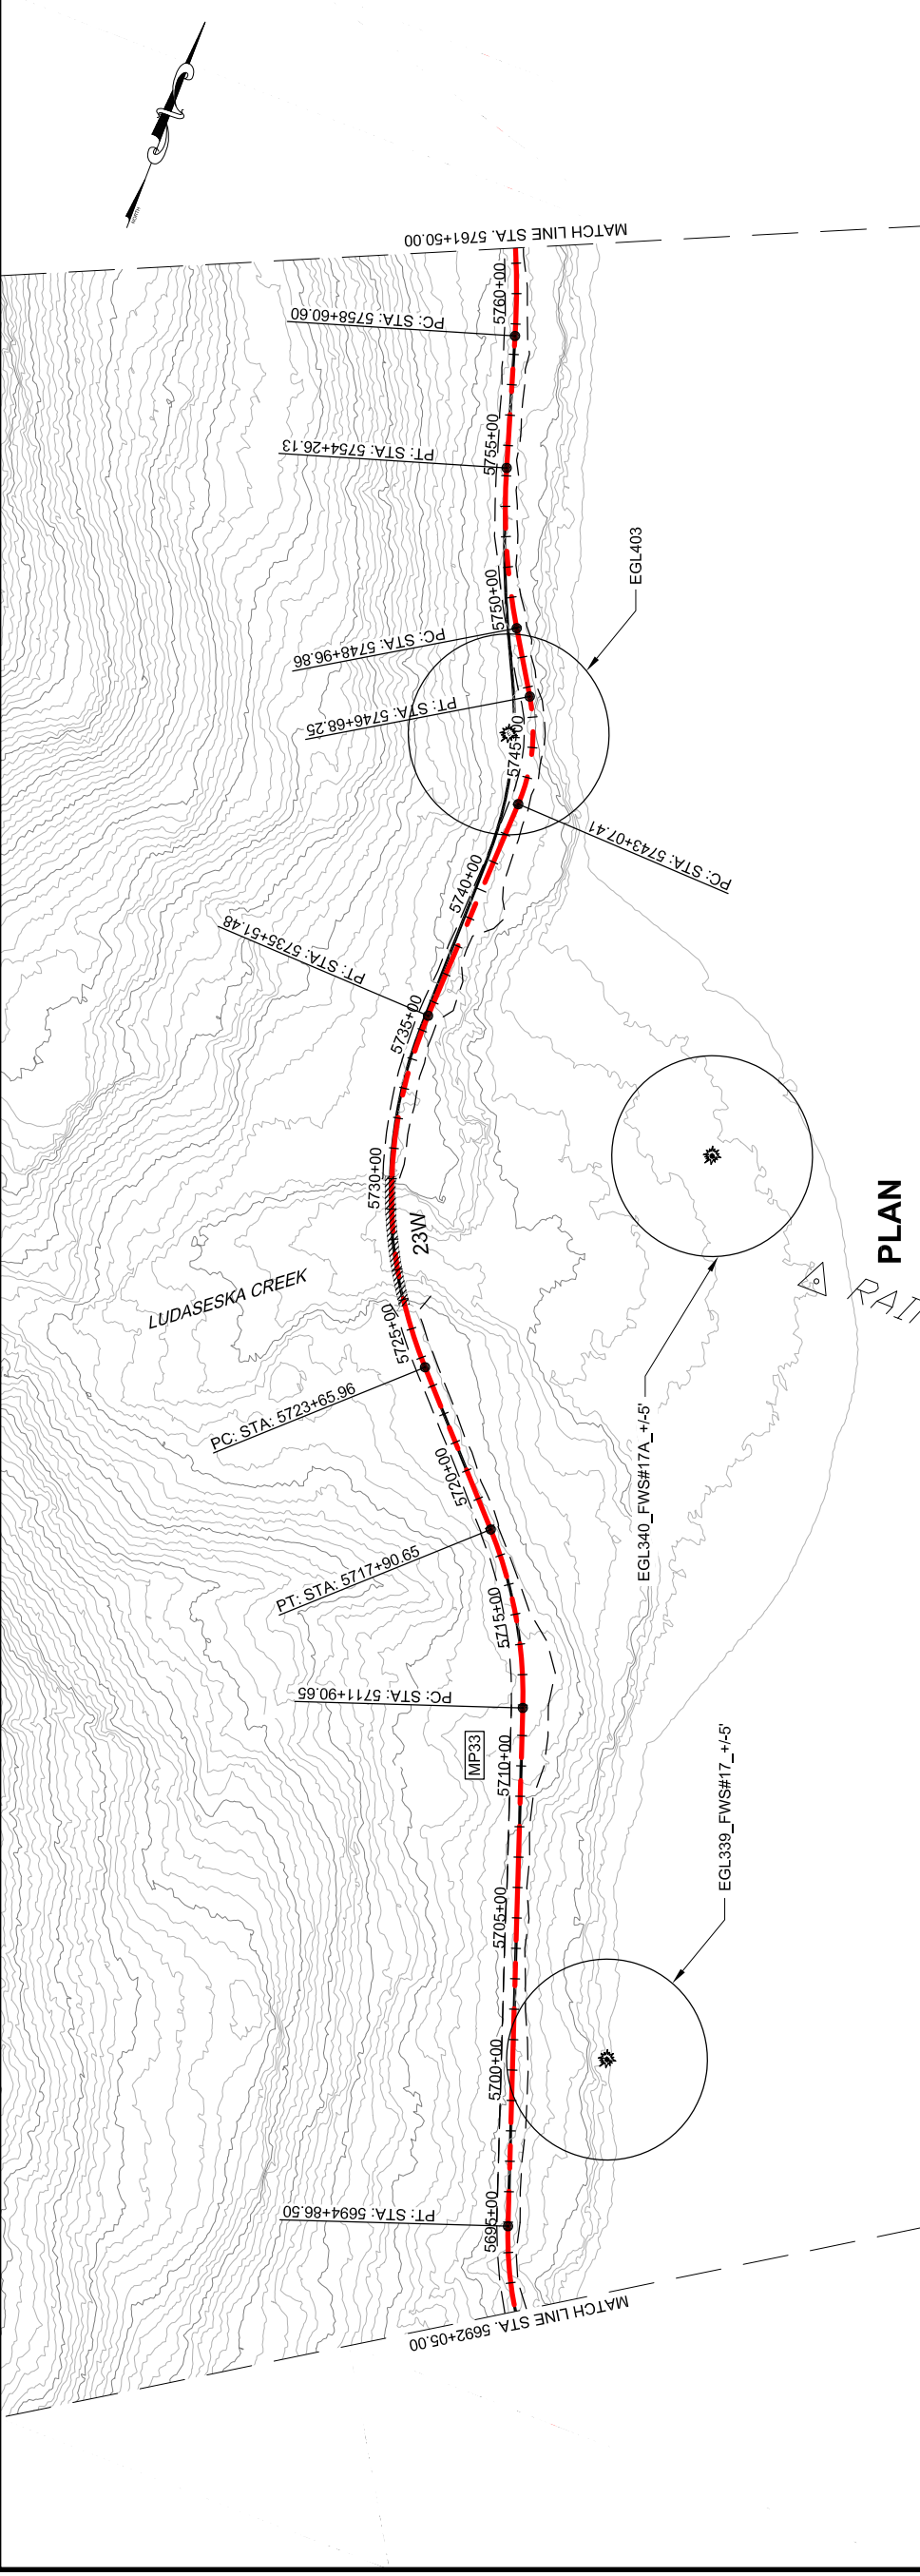 NORTH
MATCH LINE STA. 5761+50.00
5760+00
PC: STA: 5758+60.60
5755+00
PT: STA: 5754+26.13
EGL403
5750+00
PC: STA: 5748+96.86
PT: STA: 5746+68.25
5745+00
PC: STA: 5743+07.41
5740+00
PT: STA: 5735+51.48
5735+00
5730+00
23W
PLAN
LUDASESKA CREEK
5725+00
PC: STA: 5723+65.96
5720+00
EGL340_FWS#17A_+/-5'
PT: STA: 5717+90.65
5715+00
PC: STA: 5711+90.65
MP33
5710+00
EGL339_FWS#17_+/-5'
5705+00
5700+00
PT: STA: 5694+86.50
5695+00
MATCH LINE STA. 5692+05.00